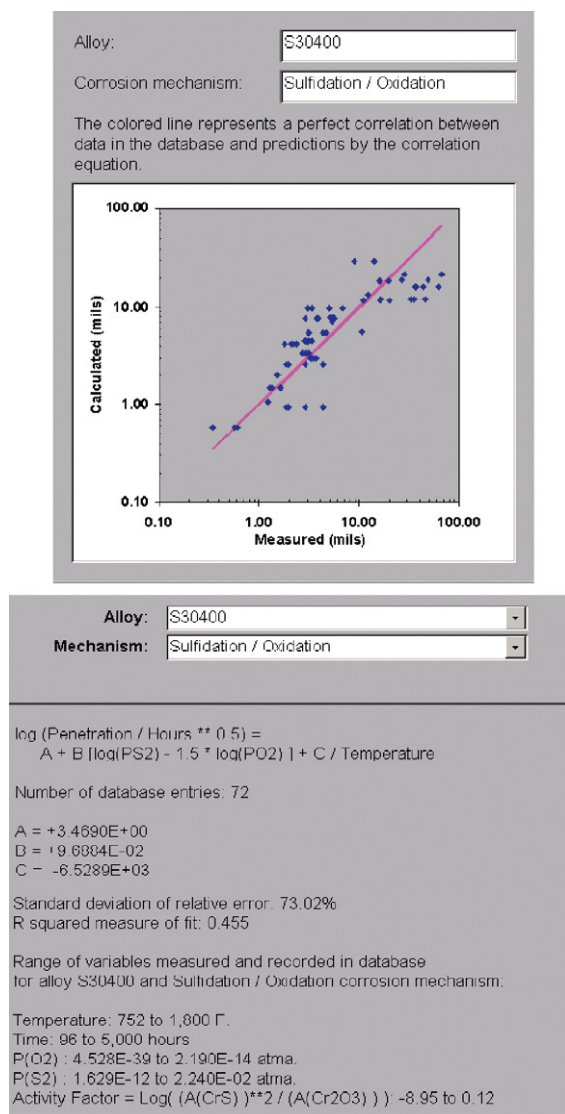 Alloy: S30400
Corrosion mechanism: Sulfidation / Oxidation
The colored line represents a perfect correlation between
data in the database and predictions by the correlation
equation.
100.00
10.00
1.00
0.10
Calculated (mils)
0.10 1.00 10.00 100.00
Measured (mils)
Alloy: S30400
Mechanism: Sulfidation / Oxidation
log (Penetration / Hours ** 0.5) =
A + B [log(PS2) - 1.5 * log(PO2) ] + C / Temperature
Number of database entries: 72
A = +3.4690E+00
B = +9.6884E-02
C = -6.5289E+03
Standard deviation of relative error: 73.02%
R squared measure of fit: 0.455
Range of variables measured and recorded in database
for alloy S30400 and Sulfidation / Oxidation corrosion mechanism:
Temperature: 752 to 1,800 F.
Time: 96 to 5,000 hours
P(O2) : 4.528E-39 to 2.190E-14 atma.
P(S2) : 1.629E-12 to 2.240E-02 atma.
Activity Factor = Log( (A(CrS) )**2 / (A(Cr2O3) ) ): -8.95 to 0.12